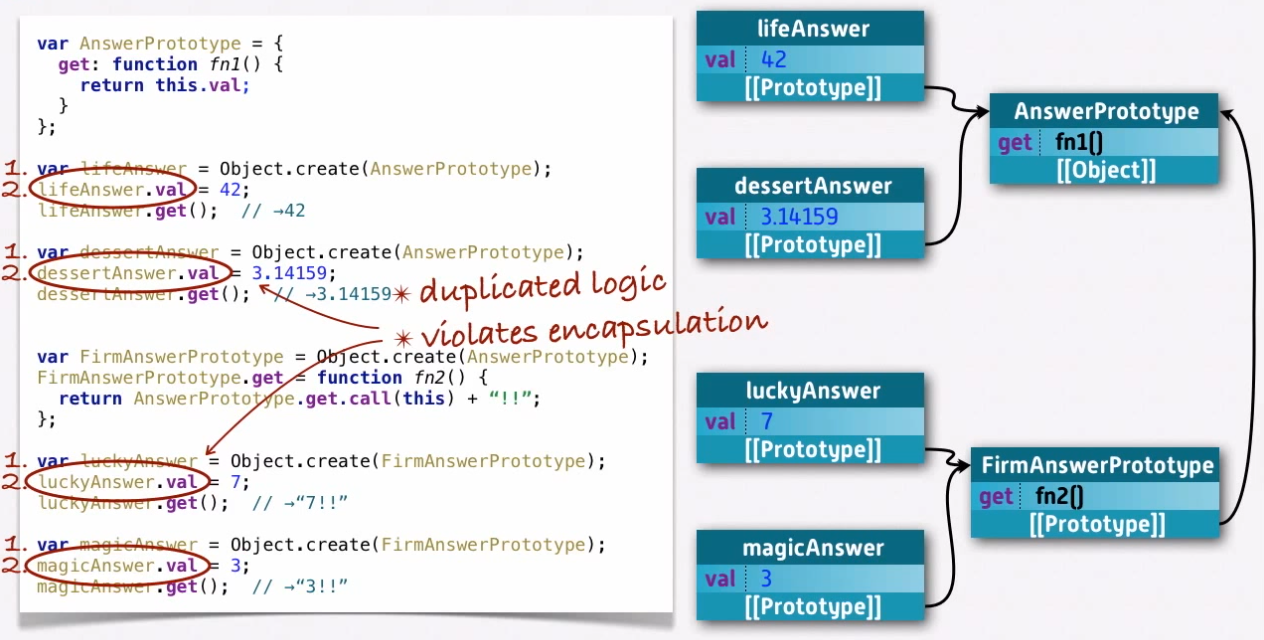 var AnswerPrototype = {
  get: function fn1() {
    return this.val;
  }
};
1. var lifeAnswer = Object.create(AnswerPrototype);
2. lifeAnswer.val = 42;
lifeAnswer.get();  // →42
1. var dessertAnswer = Object.create(AnswerPrototype);
2. dessertAnswer.val = 3.14159;
dessertAnswer.get();  // →3.14159
* duplicated logic
* violates encapsulation
var FirmAnswerPrototype = Object.create(AnswerPrototype);
FirmAnswerPrototype.get = function fn2() {
  return AnswerPrototype.get.call(this) + “!!”;
};
1. var luckyAnswer = Object.create(FirmAnswerPrototype);
2. luckyAnswer.val = 7;
luckyAnswer.get();  // →“7!!”
1. var magicAnswer = Object.create(FirmAnswerPrototype);
2. magicAnswer.val = 3;
magicAnswer.get();  // →“3!!”
lifeAnswer
val 42
[[Prototype]]
AnswerPrototype
get fn1()
[[Object]]
dessertAnswer
val 3.14159
[[Prototype]]
luckyAnswer
val 7
[[Prototype]]
FirmAnswerPrototype
get fn2()
[[Prototype]]
magicAnswer
val 3
[[Prototype]]